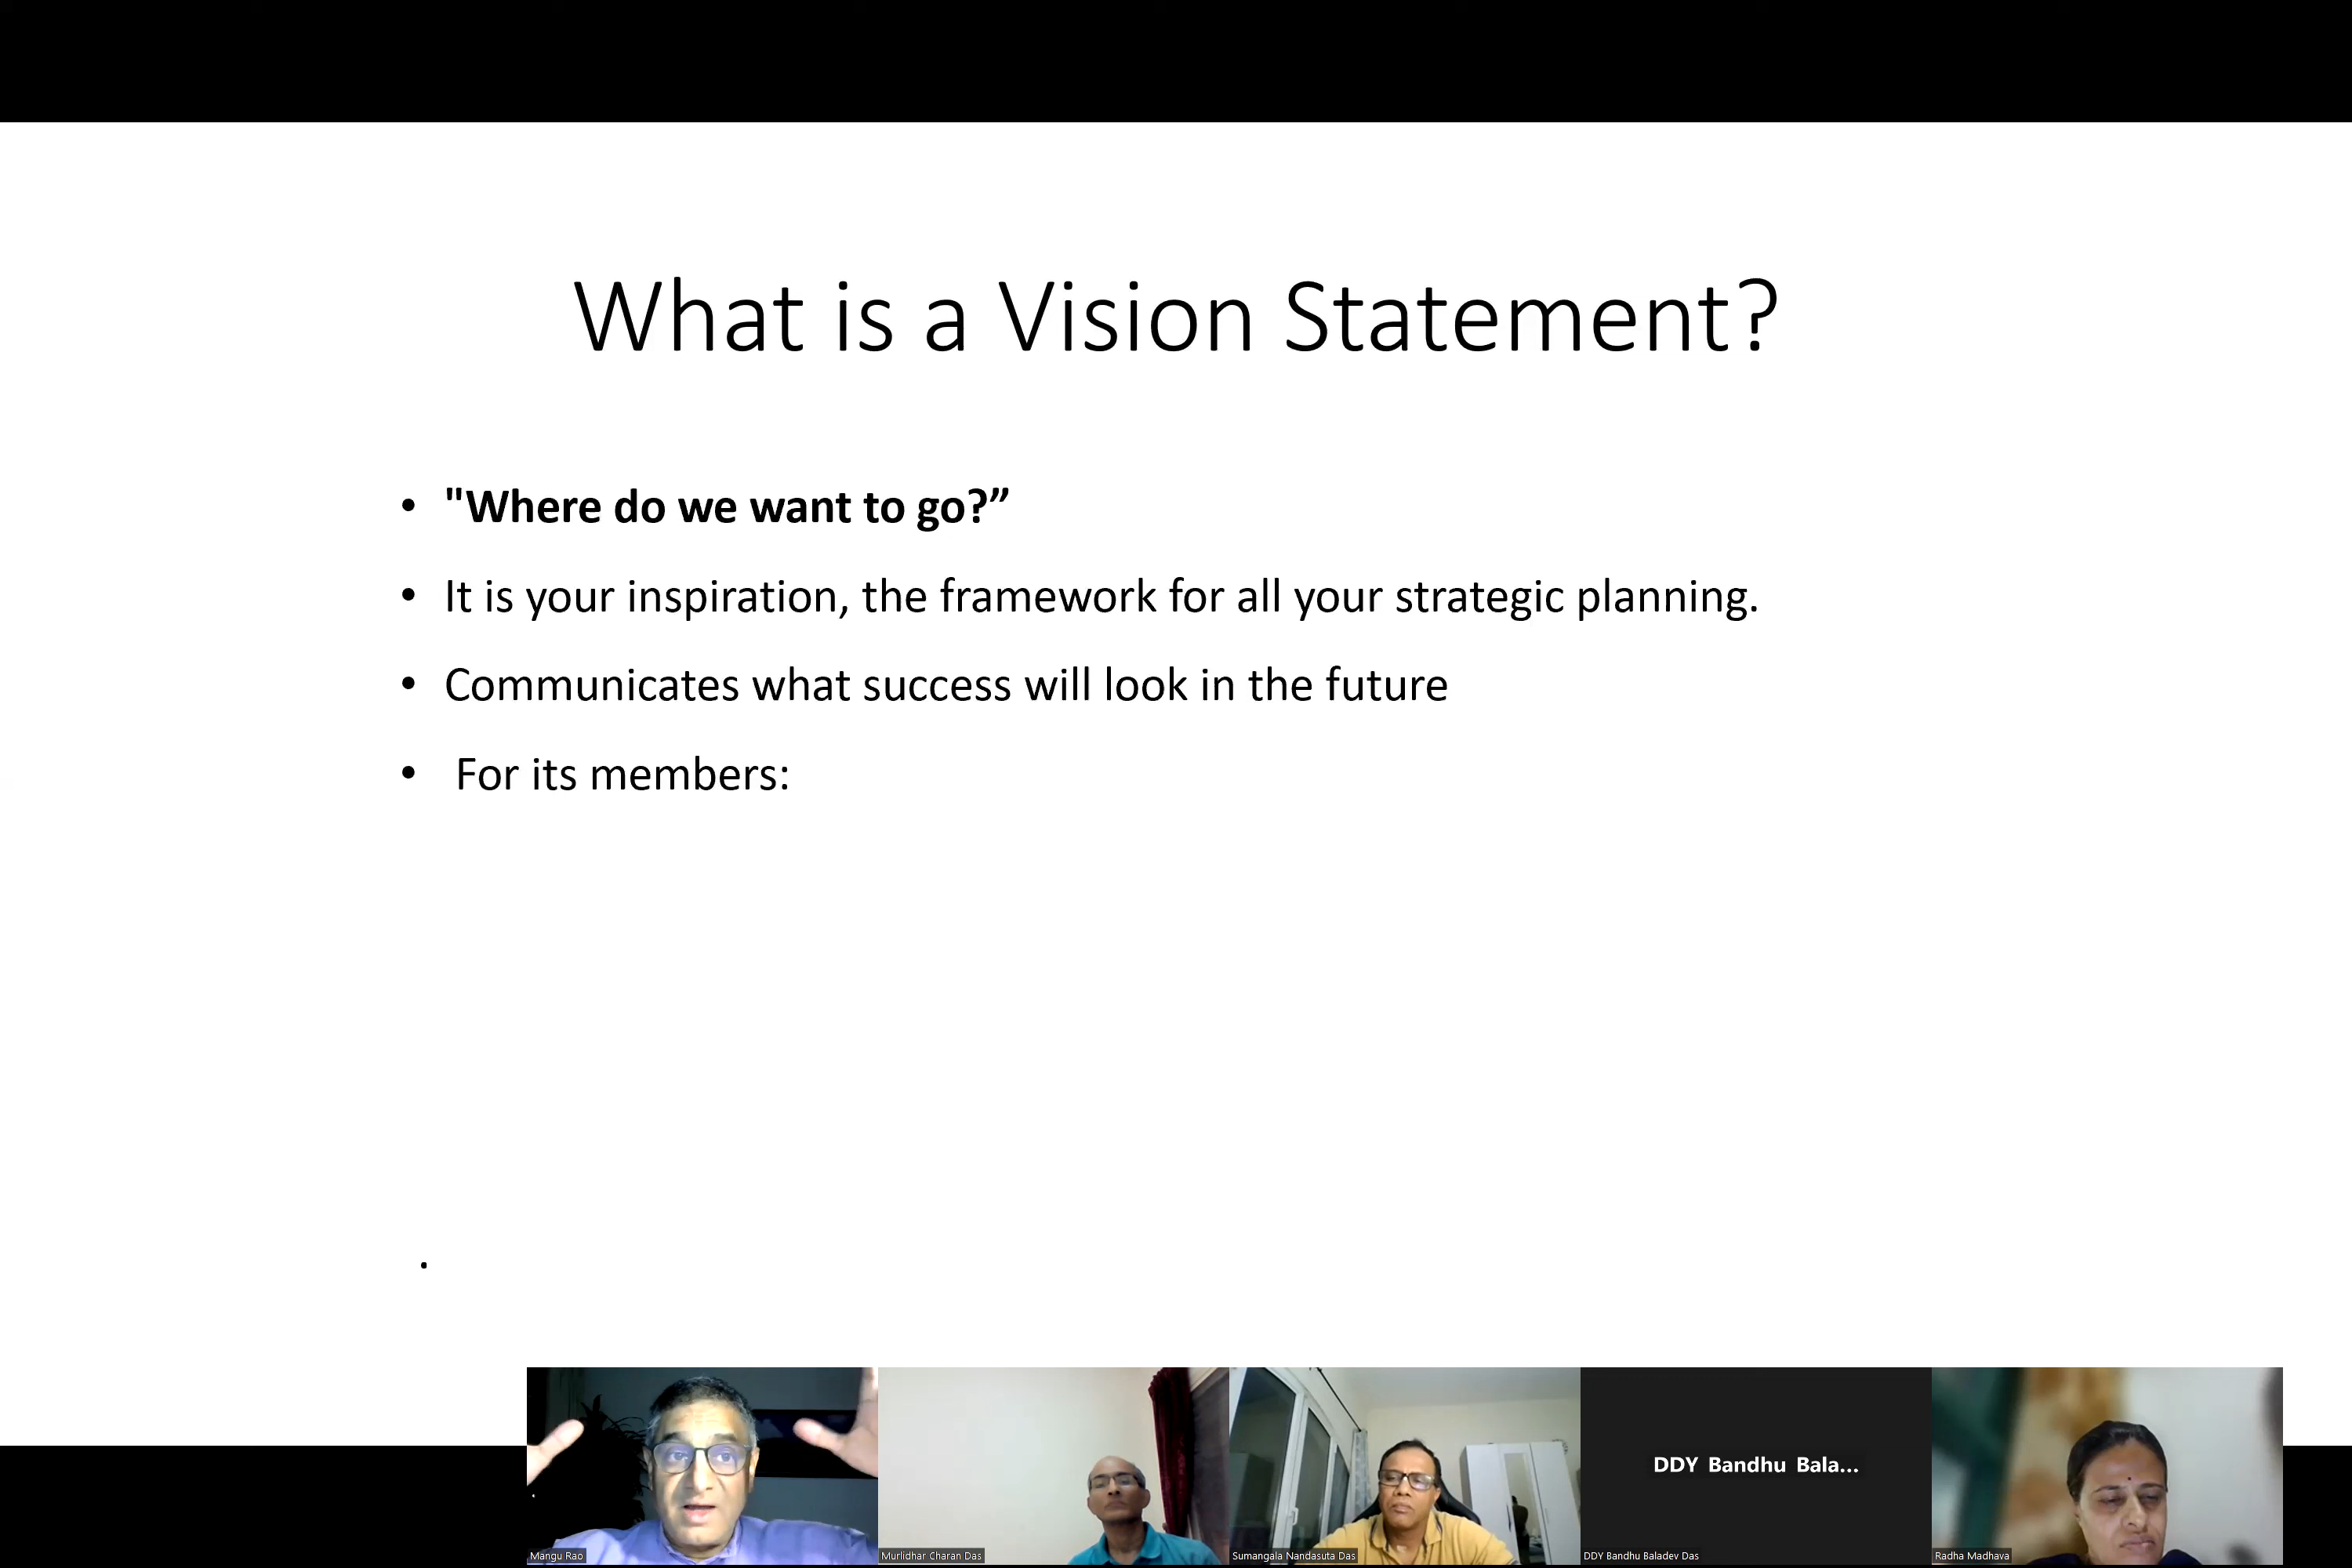 What is a Vision Statement?
• "Where do we want to go?”
• It is your inspiration, the framework for all your strategic planning.
• Communicates what success will look in the future
• For its members:
.
DDY Bandhu Bala...
Mangu Rao
Murlidhar Charan Das
Sumangala Nandasuta Das
DDY Bandhu Baladev Das
Radha Madhava